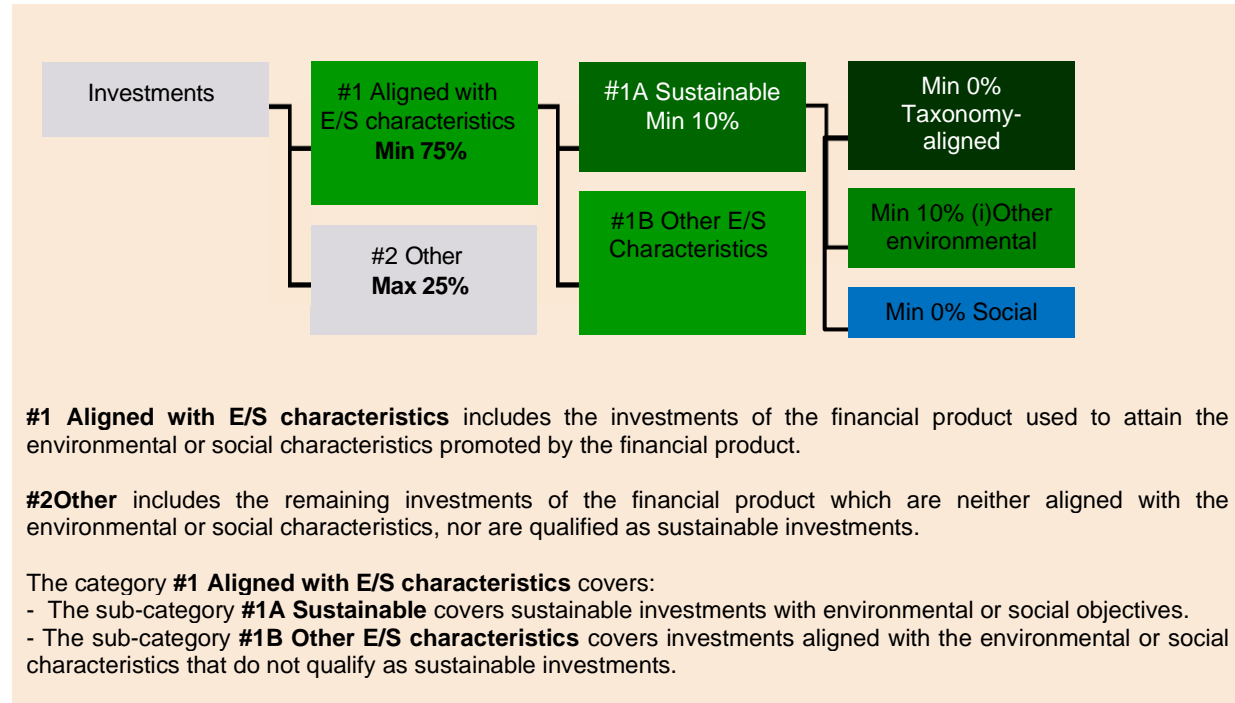 Investments
#1 Aligned with
E/S characteristics
Min 75%
#2 Other
Max 25%
#1A Sustainable
Min 10%
#1B Other E/S
Characteristics
Min 0%
Taxonomy-
aligned
Min 10% (i)Other
environmental
Min 0% Social
#1 Aligned with E/S characteristics includes the investments of the financial product used to attain the
environmental or social characteristics promoted by the financial product.
#2Other includes the remaining investments of the financial product which are neither aligned with the
environmental or social characteristics, nor are qualified as sustainable investments.
The category #1 Aligned with E/S characteristics covers:
- The sub-category #1A Sustainable covers sustainable investments with environmental or social objectives.
- The sub-category #1B Other E/S characteristics covers investments aligned with the environmental or social
characteristics that do not qualify as sustainable investments.